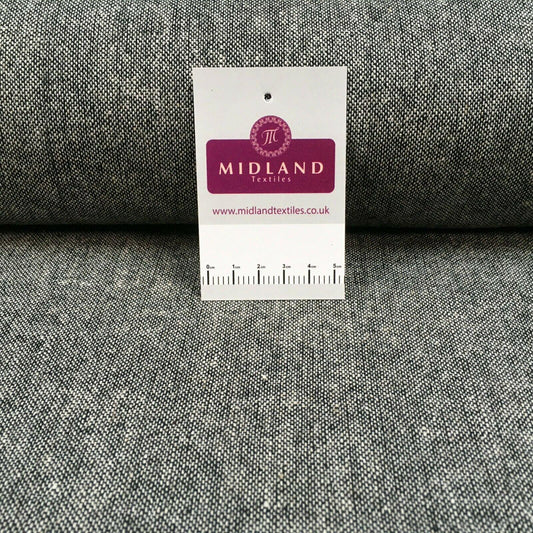 MIDLAND
Textiles
www.midlandtextiles.co.uk
0cm 1cm 2cm 3cm 4cm 5cm